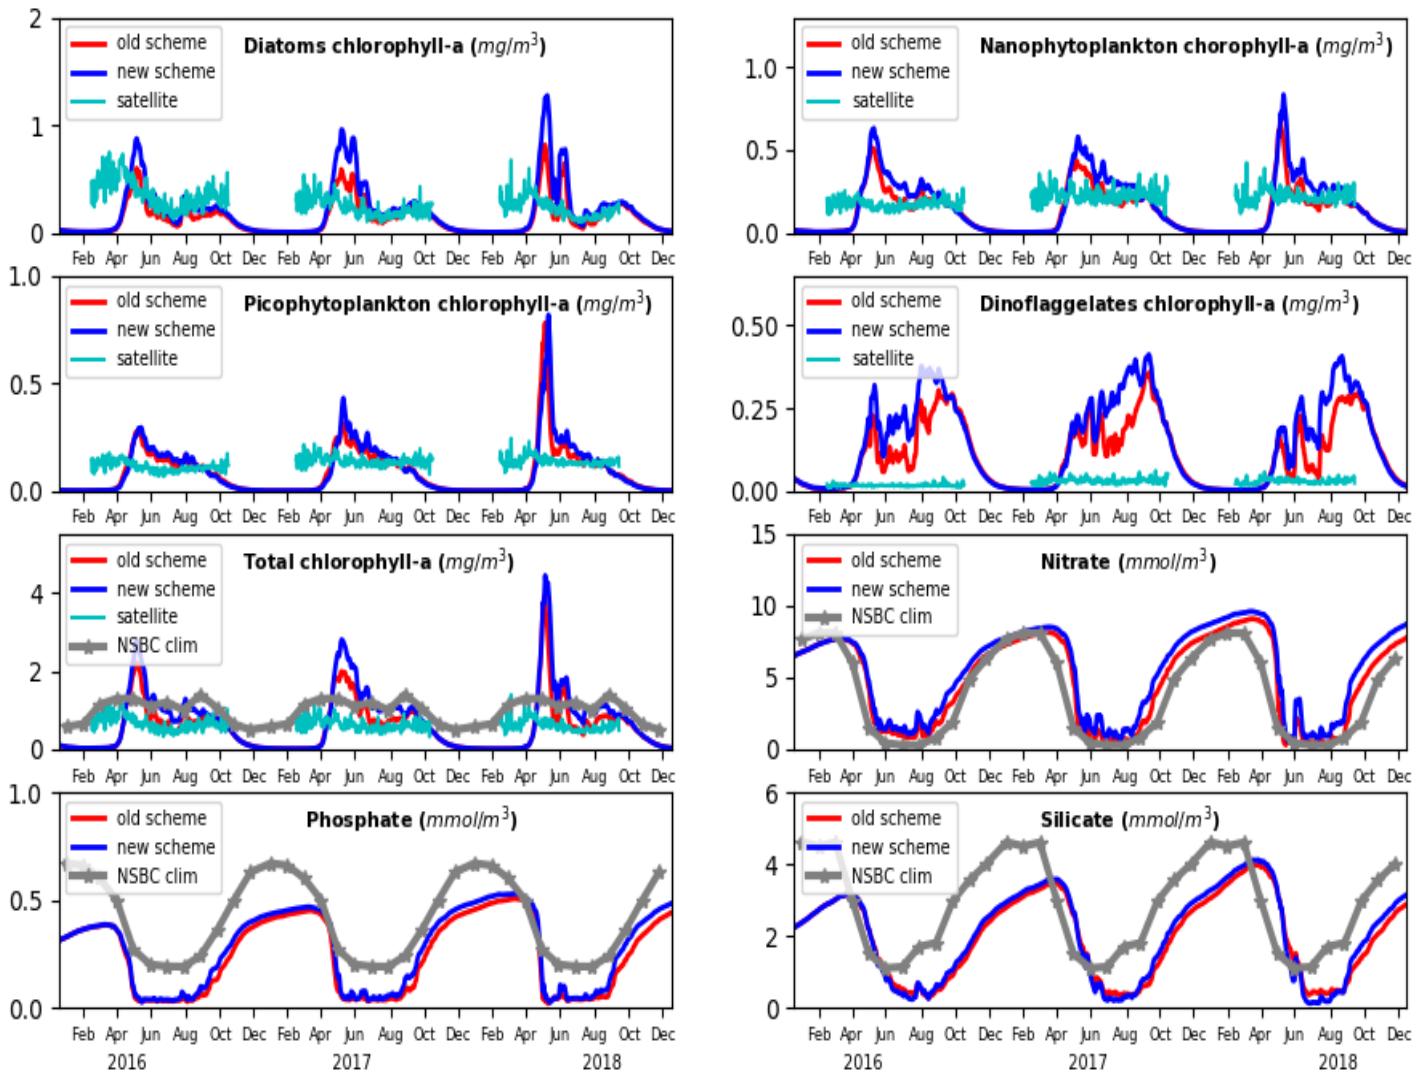 Diatoms chlorophyll-a (mg/m³)
old scheme
new scheme
satellite
2
1
0
Feb Apr Jun Aug Oct Dec Feb Apr Jun Aug Oct Dec Feb Apr Jun Aug Oct Dec
Nanophytoplankton chorophyll-a (mg/m³)
old scheme
new scheme
satellite
1.0
0.5
0.0
Feb Apr Jun Aug Oct Dec Feb Apr Jun Aug Oct Dec Feb Apr Jun Aug Oct Dec
Picophytoplankton chlorophyll-a (mg/m³)
old scheme
new scheme
satellite
1.0
0.5
0.0
Feb Apr Jun Aug Oct Dec Feb Apr Jun Aug Oct Dec Feb Apr Jun Aug Oct Dec
Dinoflaggelates chlorophyll-a (mg/m³)
old scheme
new scheme
satellite
0.50
0.25
0.00
Feb Apr Jun Aug Oct Dec Feb Apr Jun Aug Oct Dec Feb Apr Jun Aug Oct Dec
Total chlorophyll-a (mg/m³)
old scheme
new scheme
satellite
NSBC clim
4
2
0
Feb Apr Jun Aug Oct Dec Feb Apr Jun Aug Oct Dec Feb Apr Jun Aug Oct Dec
Nitrate (mmol/m³)
old scheme
new scheme
NSBC clim
15
10
5
0
Feb Apr Jun Aug Oct Dec Feb Apr Jun Aug Oct Dec Feb Apr Jun Aug Oct Dec
Phosphate (mmol/m³)
old scheme
new scheme
NSBC clim
1.0
0.5
0.0
Feb Apr Jun Aug Oct Dec Feb Apr Jun Aug Oct Dec Feb Apr Jun Aug Oct Dec
2016 2017 2018
Silicate (mmol/m³)
old scheme
new scheme
NSBC clim
6
4
2
0
Feb Apr Jun Aug Oct Dec Feb Apr Jun Aug Oct Dec Feb Apr Jun Aug Oct Dec
2016 2017 2018